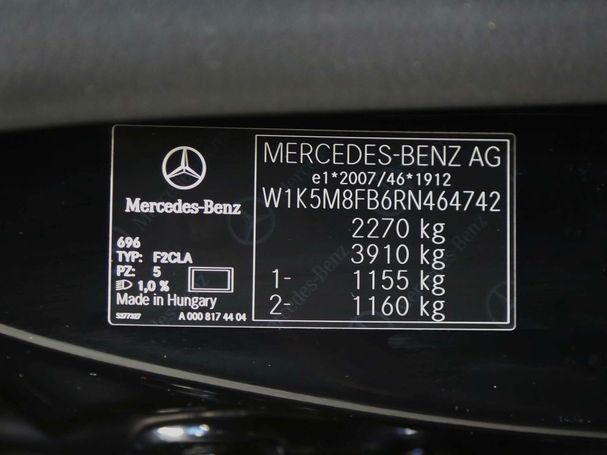 Mercedes-Benz
696
TYP: F2CLA
PZ: 5
1,0 %
Made in Hungary
A 000 817 44 04
MERCEDES-BENZ AG
e1*2007/46*1912
W1K5M8FB6RN464742
2270 kg
3910 kg
1- 1155 kg
2- 1160 kg